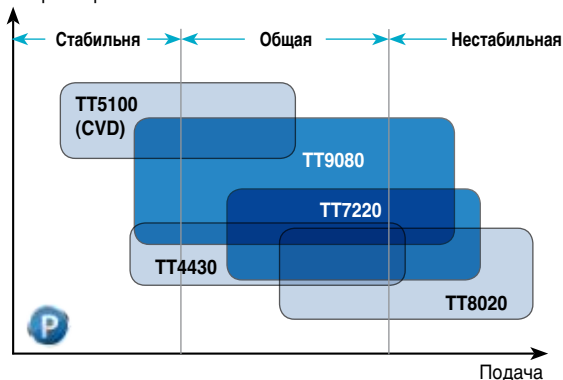 Стабильня
Общая
Нестабильная
TT5100
(CVD)
TT9080
TT7220
TT4430
TT8020
P
Подача